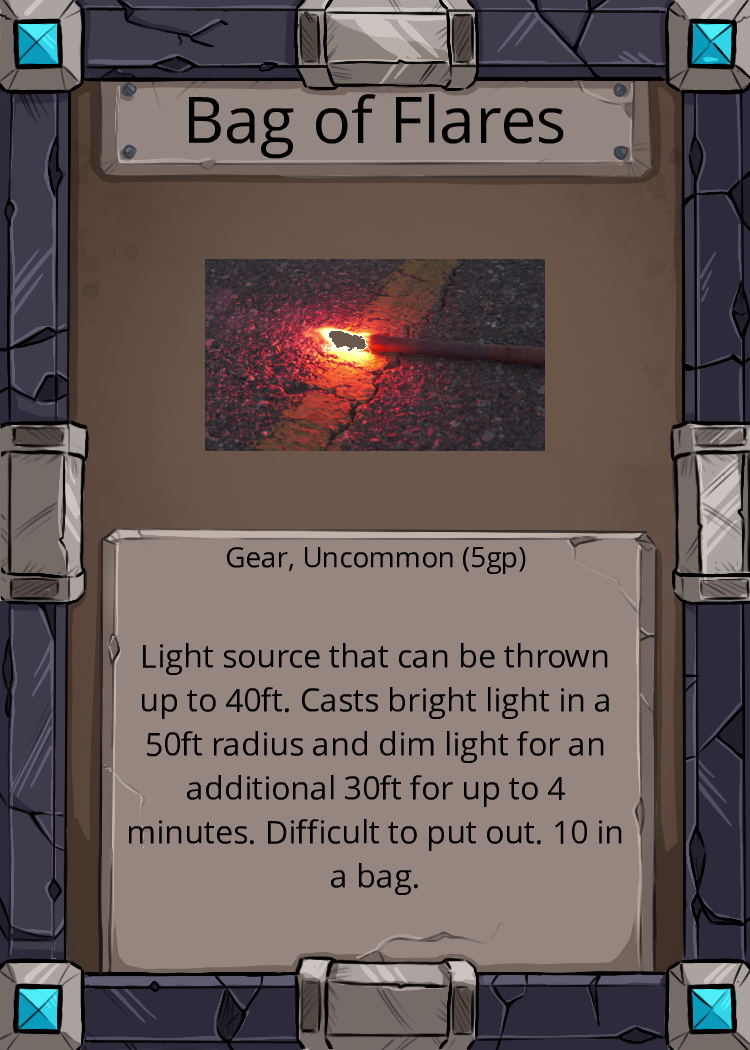 Bag of Flares
Gear, Uncommon (5gp)
Light source that can be thrown
up to 40ft. Casts bright light in a
50ft radius and dim light for an
additional 30ft for up to 4
minutes. Difficult to put out. 10 in
a bag.